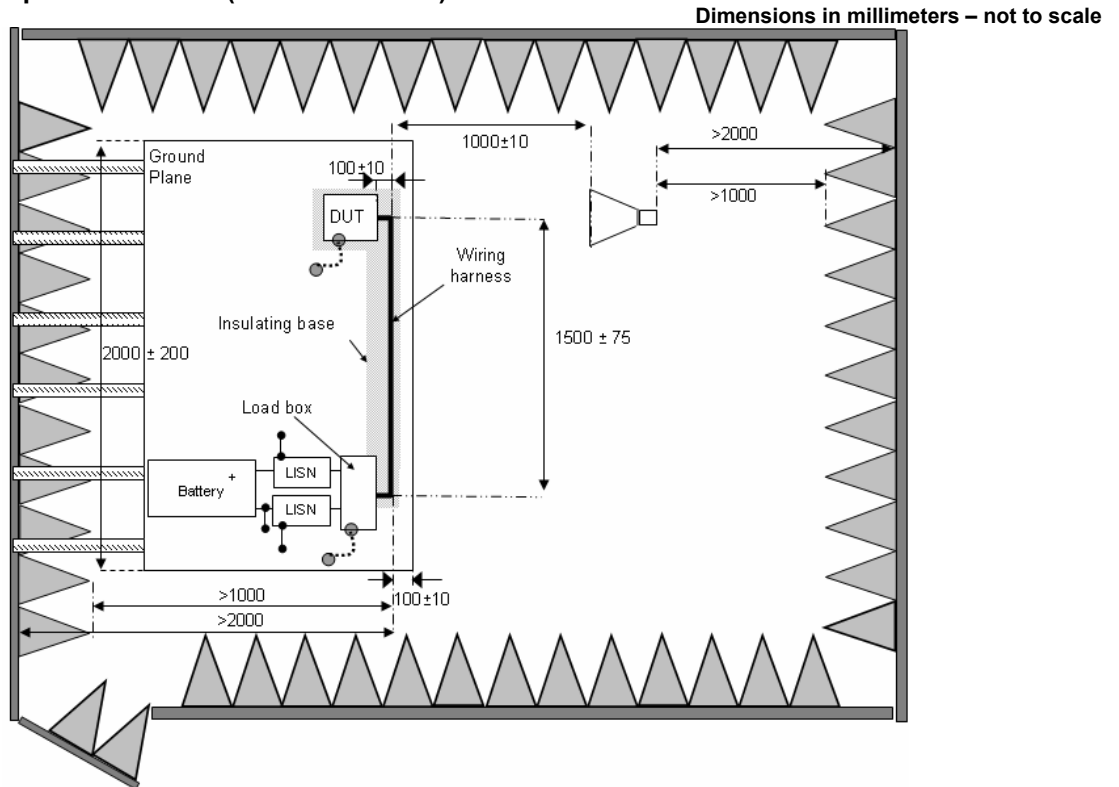 Dimensions in millimeters – not to scale
Ground
Plane
1000±10
>2000
>1000
100±10
DUT
Wiring
harness
Insulating base
1500 ± 75
2000 ± 200
Load box
Battery
+
LISN
LISN
>1000
100±10
>2000